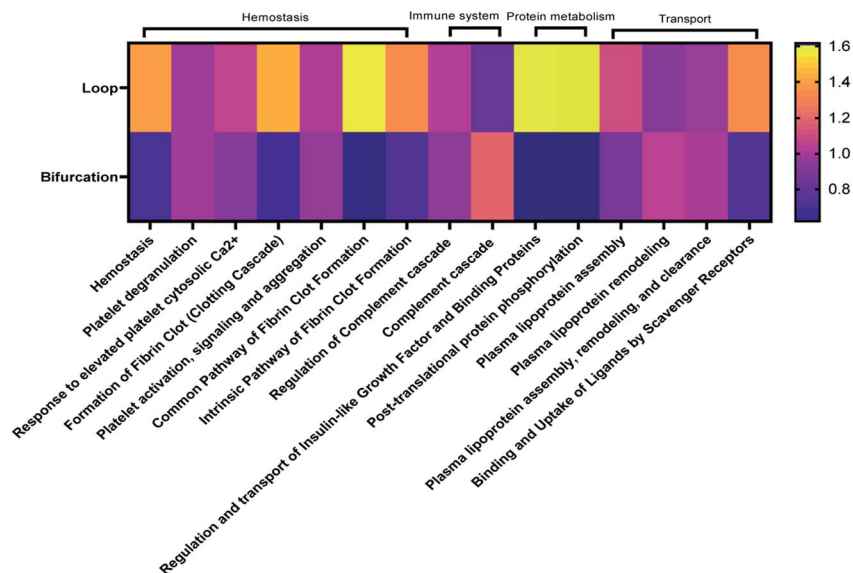 Hemostasis
Immune system
Protein metabolism
Transport
Loop
Bifurcation
1.6
1.4
1.2
1.0
0.8
Hemostasis
Platelet degranulation
Response to elevated platelet cytosolic Ca2+
Formation of Fibrin Clot (Clotting Cascade)
Platelet activation, signaling and aggregation
Common Pathway of Fibrin Clot Formation
Intrinsic Pathway of Fibrin Clot Formation
Regulation of Complement cascade
Complement cascade
Regulation and transport of Insulin-like Growth Factor and Binding Proteins
Post-translational protein phosphorylation
Plasma lipoprotein assembly
Plasma lipoprotein remodeling
Plasma lipoprotein assembly, remodeling, and clearance
Binding and Uptake of Ligands by Scavenger Receptors